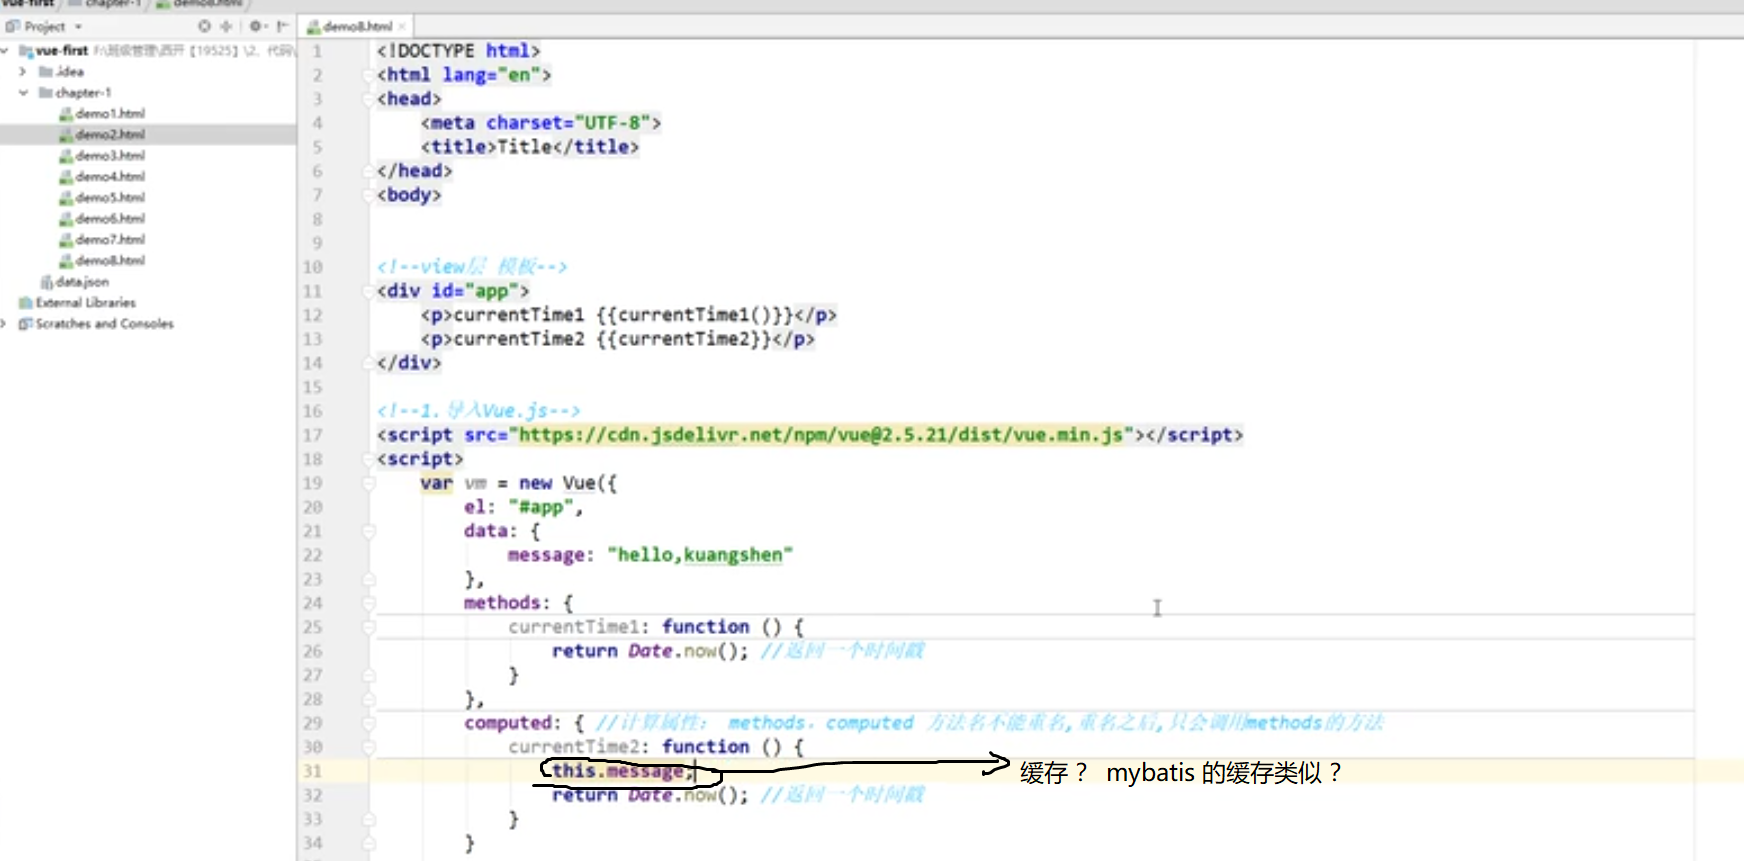 vue-first chapter-1 demo8.html
Project
demo8.html
vue-first F:\班级管理\西开【19525】\2、代码\
.idea
chapter-1
demo1.html
demo2.html
demo3.html
demo4.html
demo5.html
demo6.html
demo7.html
demo8.html
data.json
External Libraries
Scratches and Consoles
1 <!DOCTYPE html>
2 <html lang="en">
3 <head>
4 <meta charset="UTF-8">
5 <title>Title</title>
6 </head>
7 <body>
8
9
10 <!--view层 模板-->
11 <div id="app">
12 <p>currentTime1 {{currentTime1()}}</p>
13 <p>currentTime2 {{currentTime2}}</p>
14 </div>
15
16 <!--1.导入Vue.js-->
17 <script src="https://cdn.jsdelivr.net/npm/vue@2.5.21/dist/vue.min.js"></script>
18 <script>
19 var vm = new Vue({
20 el: "#app",
21 data: {
22 message: "hello,kuangshen"
23 },
24 methods: {
25 currentTime1: function () {
26 return Date.now(); //返回一个时间戳
27 }
28 },
29 computed: { //计算属性： methods，computed 方法名不能重名,重名之后,只会调用methods的方法
30 currentTime2: function () {
31 this.message; 缓存？ mybatis 的缓存类似？
32 return Date.now(); //返回一个时间戳
33 }
34 }